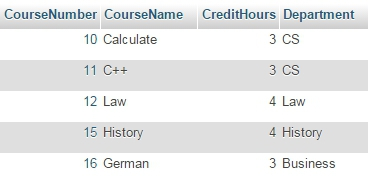 CourseNumber CourseName CreditHours Department
10 Calculate 3 CS
11 C++ 3 CS
12 Law 4 Law
15 History 4 History
16 German 3 Business